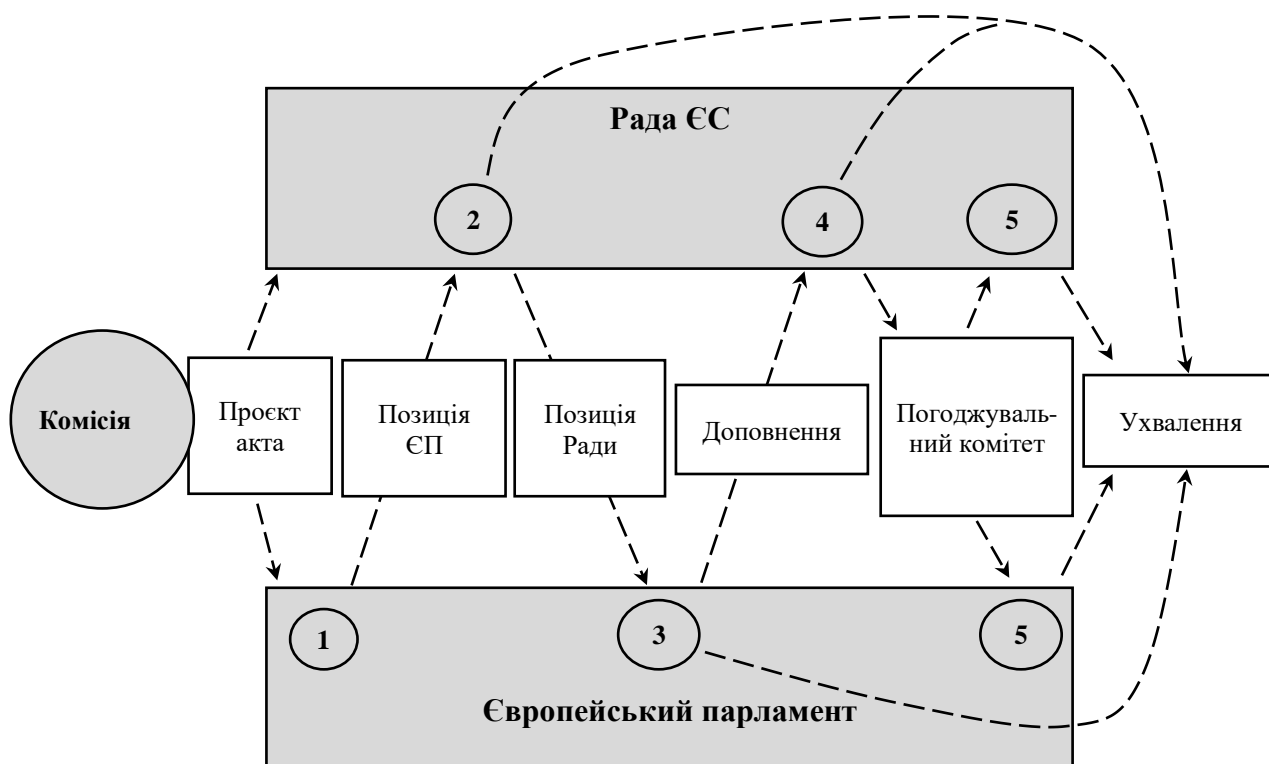 Рада ЄС
2
4
5
Комісія
Проєкт
акта
Позиція
ЄП
Позиція
Ради
Доповнення
Погоджуваль-
ний комітет
Ухвалення
1
3
5
Європейський парламент